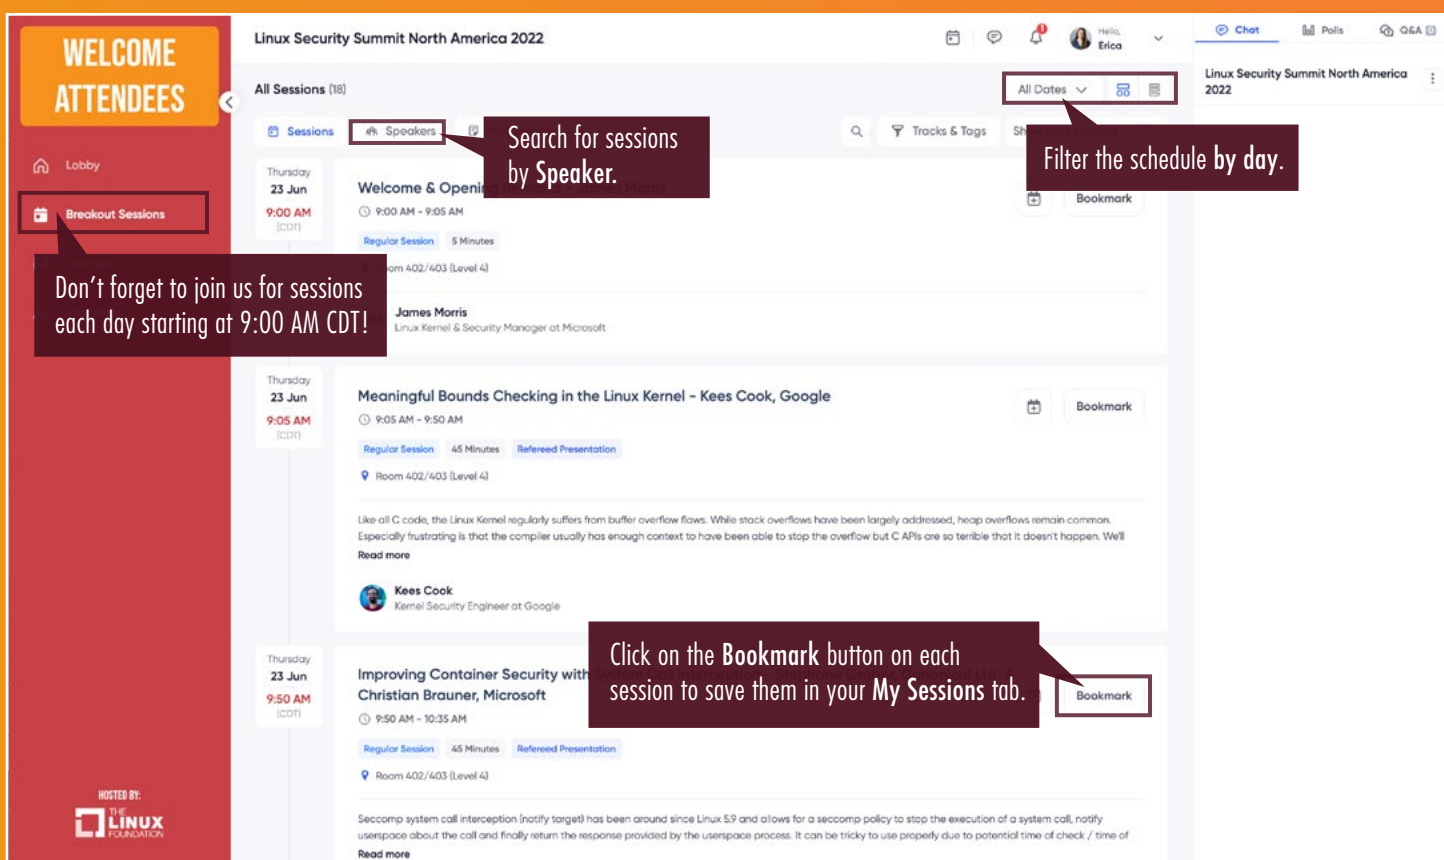 WELCOME
ATTENDEES
Lobby
Breakout Sessions
Don't forget to join us for sessions
each day starting at 9:00 AM CDT!
HOSTED BY:
THE
LINUX
FOUNDATION
Linux Security Summit North America 2022
Hello,
Erica
All Sessions (18)
All Dates
Sessions
Speakers
Search for sessions
by Speaker.
Tracks & Tags
Filter the schedule by day.
Thursday
23 Jun
9:00 AM
(CDT)
Welcome & Opening
Morris
9:00 AM - 9:05 AM
Bookmark
Regular Session
5 Minutes
Room 402/403 (Level 4)
James Morris
Linux Kernel & Security Manager at Microsoft
Thursday
23 Jun
9:05 AM
(CDT)
Meaningful Bounds Checking in the Linux Kernel - Kees Cook, Google
9:05 AM - 9:50 AM
Bookmark
Regular Session
45 Minutes
Refereed Presentation
Room 402/403 (Level 4)
Like all C code, the Linux Kernel regularly suffers from buffer overflow flaws. While stack overflows have been largely addressed, heap overflows remain common.
Especially frustrating is that the compiler usually has enough context to have been able to stop the overflow but C APIs are so terrible that it doesn't happen. We'll
Read more
Kees Cook
Kernel Security Engineer at Google
Thursday
23 Jun
9:50 AM
(CDT)
Improving Container Security with
Christian Brauner, Microsoft
9:50 AM - 10:35 AM
Click on the Bookmark button on each
session to save them in your My Sessions tab.
Bookmark
Regular Session
45 Minutes
Refereed Presentation
Room 402/403 (Level 4)
Seccomp system call interception (notify target) has been around since Linux 5.9 and allows for a seccomp policy to stop the execution of a system call, notify
userspace about the call and finally return the response provided by the userspace process. It can be tricky to use properly due to potential time of check / time of
Read more
Chat
Polls
Q&A
Linux Security Summit North America
2022